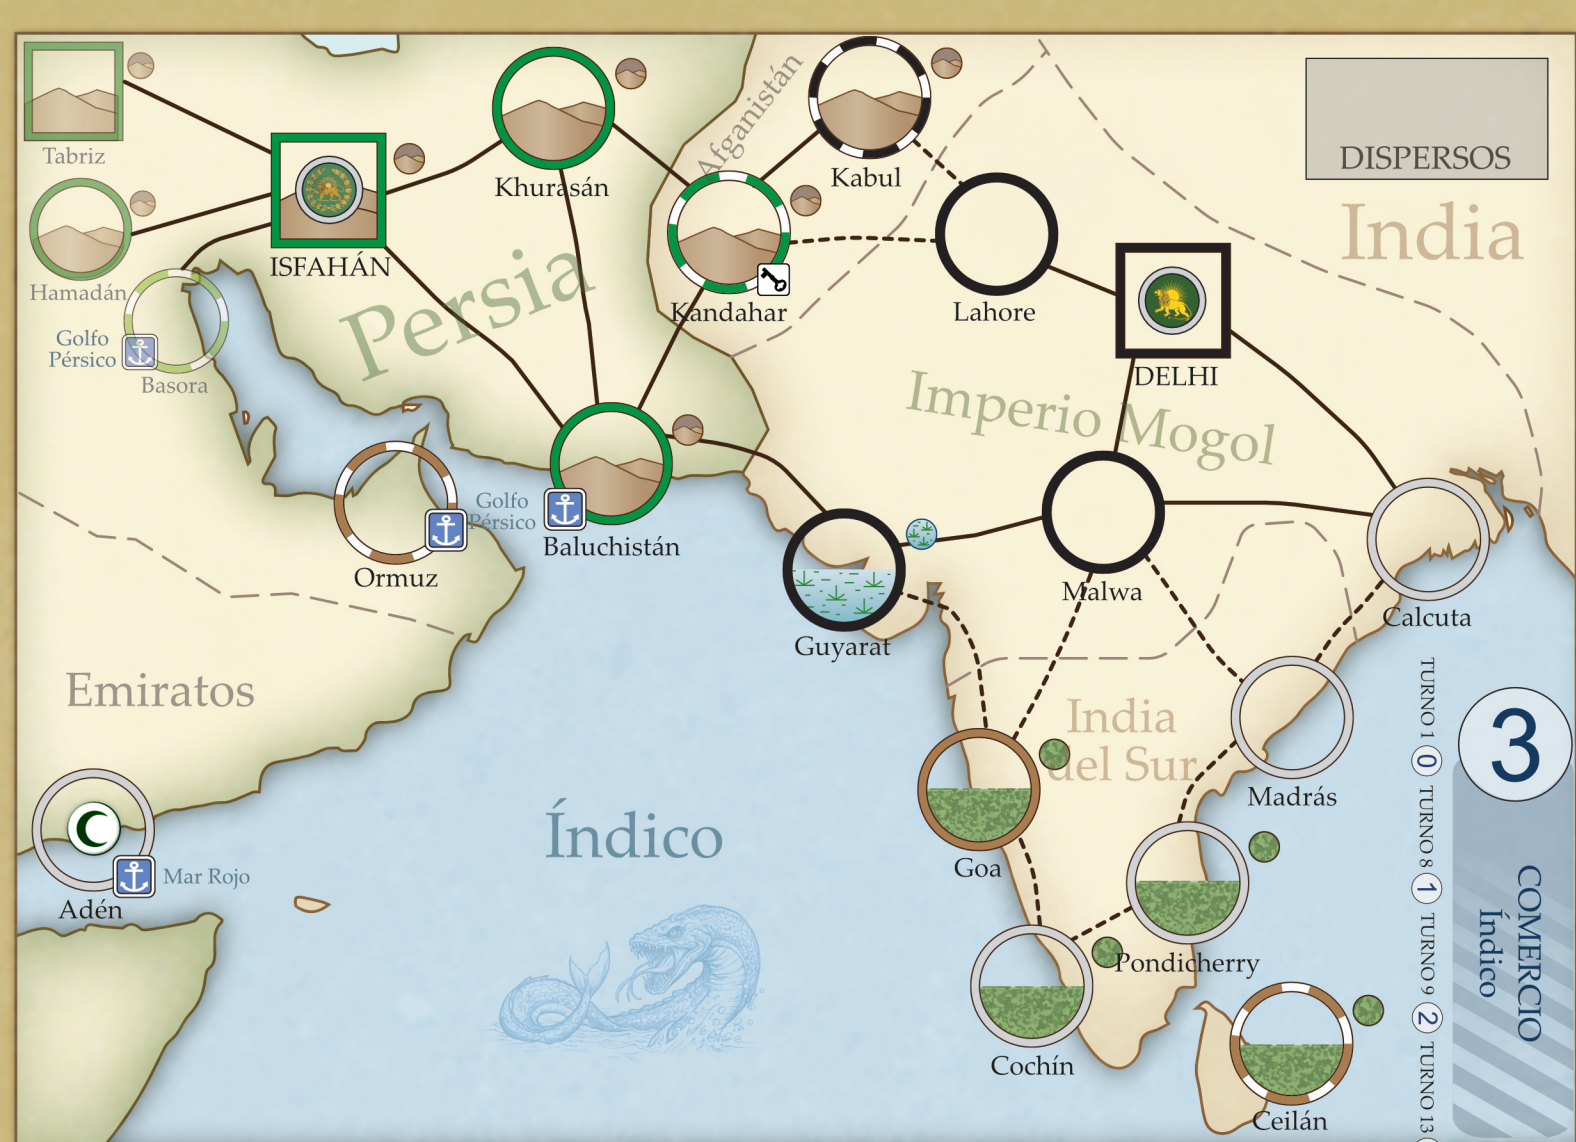 Tabriz
Hamadán
Golfo
Pérsico
Basora
ISFAHÁN
Khurasán
Persia
Afganistán
Kabul
Kandahar
Lahore
DISPERSOS
India
DELHI
Imperio Mogol
Golfo
Pérsico
Ormuz
Baluchistán
Guyarat
Malwa
Calcuta
Emiratos
India
del Sur
Goa
Madrás
Índico
Mar Rojo
Adén
Pondicherry
Cochín
Ceilán
TURNO 1 0 TURNO 8 1 TURNO 9 2 TURNO 13
3
COMERCIO
Índico